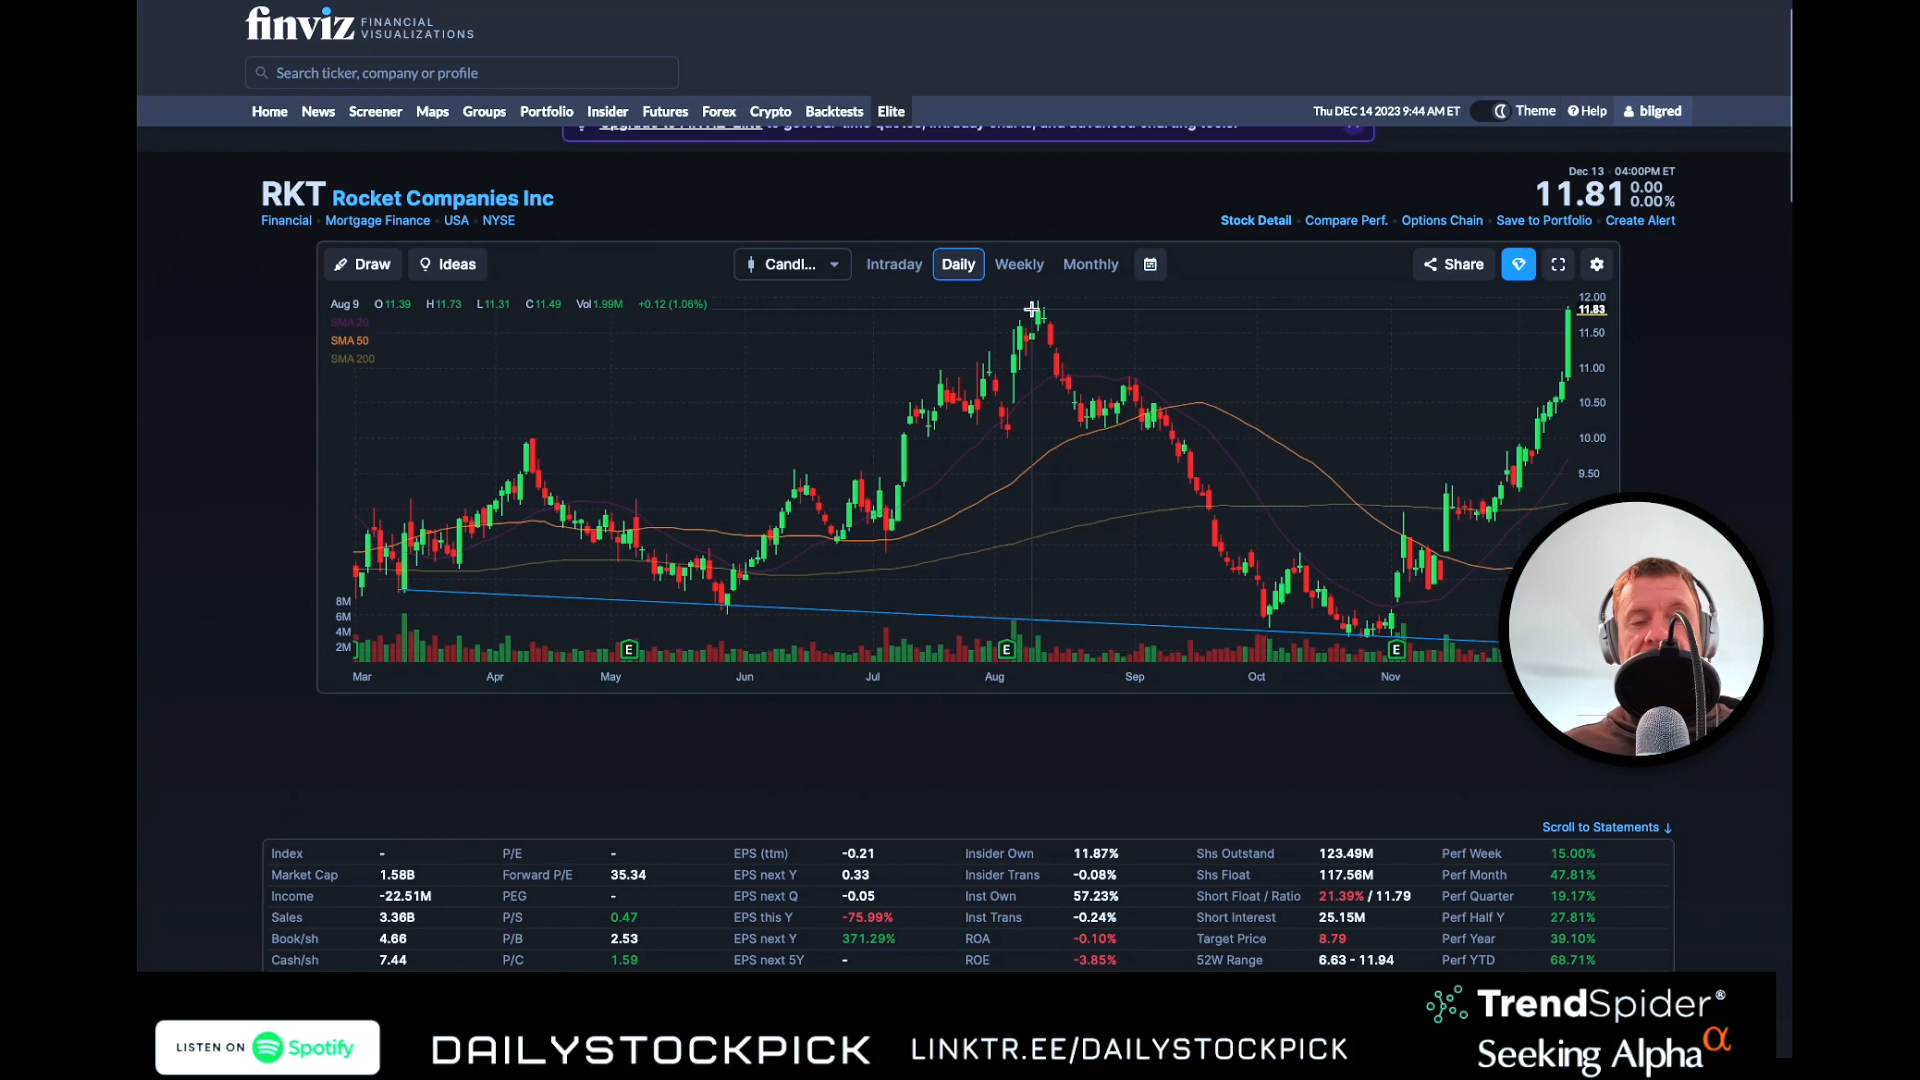 finviz FINANCIAL VISUALIZATIONS
Search ticker, company or profile
Home News Screener Maps Groups Portfolio Insider Futures Forex Crypto Backtests Elite
Thu DEC 14 2023 9:44 AM ET Theme Help bligred
RKT Rocket Companies Inc
Financial · Mortgage Finance · USA · NYSE
Dec 13 · 04:00PM ET
11.81 0.00 0.00%
Stock Detail · Compare Perf. · Options Chain · Save to Portfolio · Create Alert
Draw Ideas Candl... Intraday Daily Weekly Monthly Share
Aug 9 O 11.39 H 11.73 L 11.31 C 11.49 Vol 1.99M +0.12 (1.06%)
SMA 20
SMA 50
SMA 200
12.00
11.83
11.50
11.00
10.50
10.00
9.50
8M
6M
4M
2M
E E E
Mar Apr May Jun Jul Aug Sep Oct Nov
Scroll to Statements ↓
Index - P/E - EPS (ttm) -0.21 Insider Own 11.87% Shs Outstand 123.49M Perf Week 15.00%
Market Cap 1.58B Forward P/E 35.34 EPS next Y 0.33 Insider Trans -0.08% Shs Float 117.56M Perf Month 47.81%
Income -22.51M PEG - EPS next Q -0.05 Inst Own 57.23% Short Float / Ratio 21.39% / 11.79 Perf Quarter 19.17%
Sales 3.36B P/S 0.47 EPS this Y -75.99% Inst Trans -0.24% Short Interest 25.15M Perf Half Y 27.81%
Book/sh 4.66 P/B 2.53 EPS next Y 371.29% ROA -0.10% Target Price 8.79 Perf Year 39.10%
Cash/sh 7.44 P/C 1.59 EPS next 5Y - ROE -3.85% 52W Range 6.63 - 11.94 Perf YTD 68.71%
LISTEN ON Spotify
DAILYSTOCKPICK
LINKTR.EE/DAILYSTOCKPICK
TrendSpider®
Seeking Alpha α